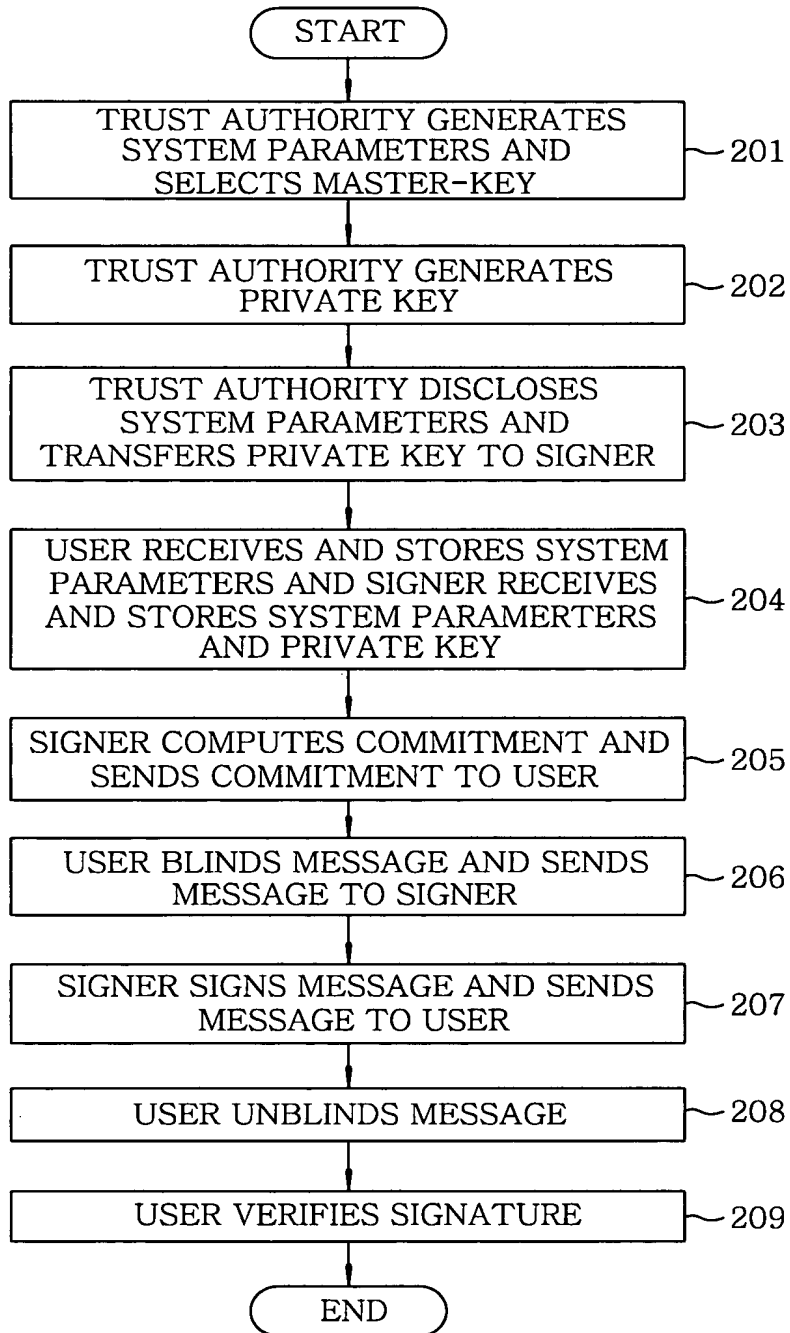 START
TRUST AUTHORITY GENERATES
SYSTEM PARAMETERS AND
SELECTS MASTER-KEY
201
TRUST AUTHORITY GENERATES
PRIVATE KEY
202
TRUST AUTHORITY DISCLOSES
SYSTEM PARAMETERS AND
TRANSFERS PRIVATE KEY TO SIGNER
203
USER RECEIVES AND STORES SYSTEM
PARAMETERS AND SIGNER RECEIVES
AND STORES SYSTEM PARAMERTERS
AND PRIVATE KEY
204
SIGNER COMPUTES COMMITMENT AND
SENDS COMMITMENT TO USER
205
USER BLINDS MESSAGE AND SENDS
MESSAGE TO SIGNER
206
SIGNER SIGNS MESSAGE AND SENDS
MESSAGE TO USER
207
USER UNBLINDS MESSAGE
208
USER VERIFIES SIGNATURE
209
END